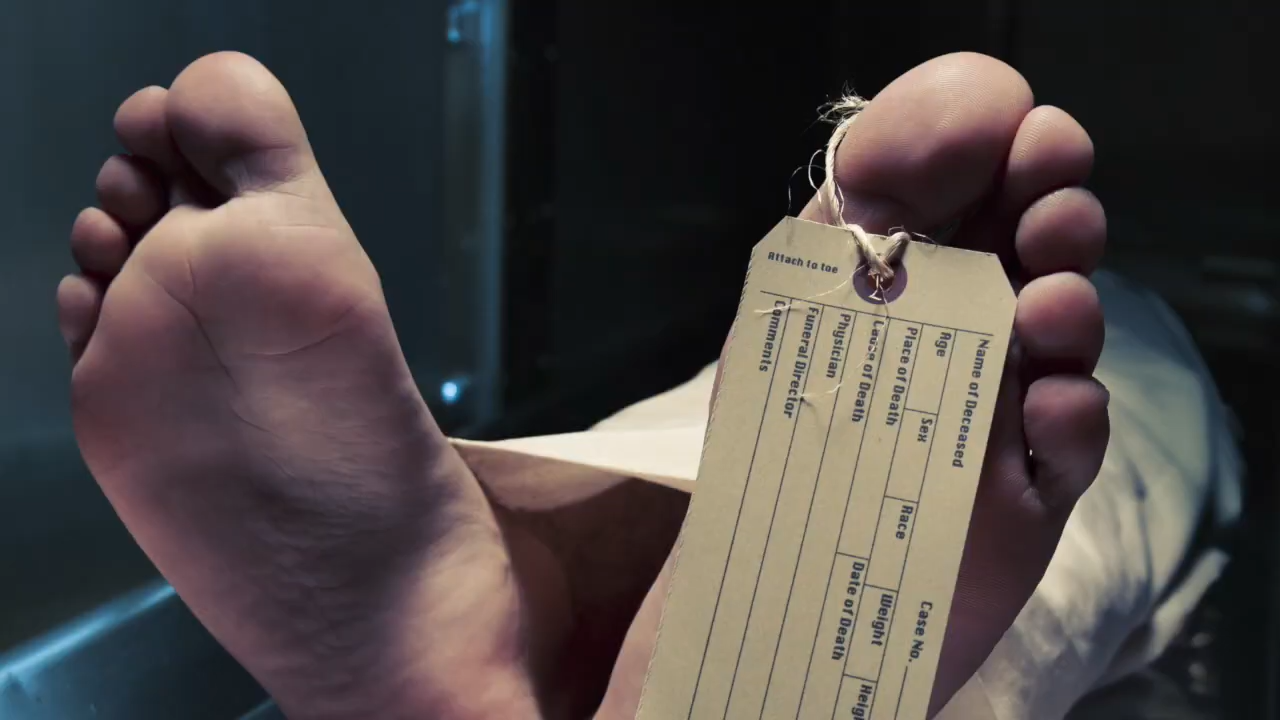 Attach to toe
Name of Deceased
Case No.
Age
Sex
Race
Weight
Place of Death
Cause of Death
Date of Death
Physician
Funeral Director
Comments